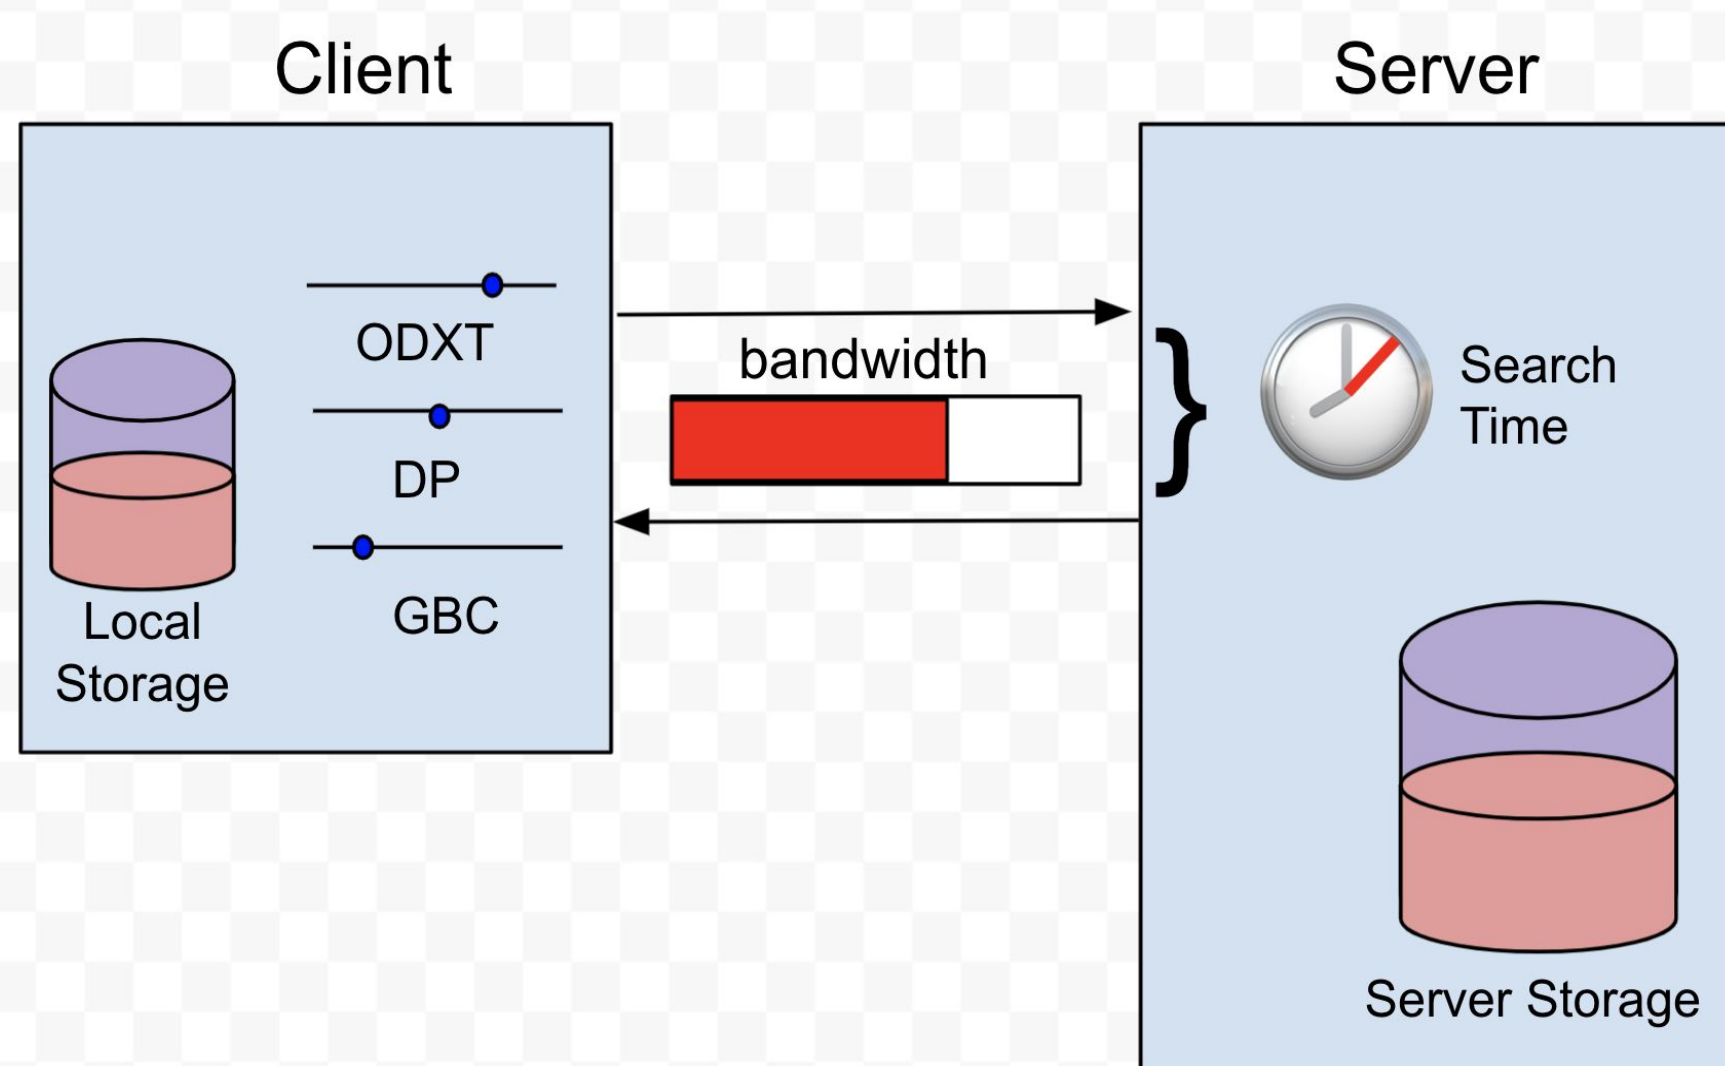 Client
Server
ODXT
DP
GBC
Local
Storage
bandwidth
Search
Time
Server Storage